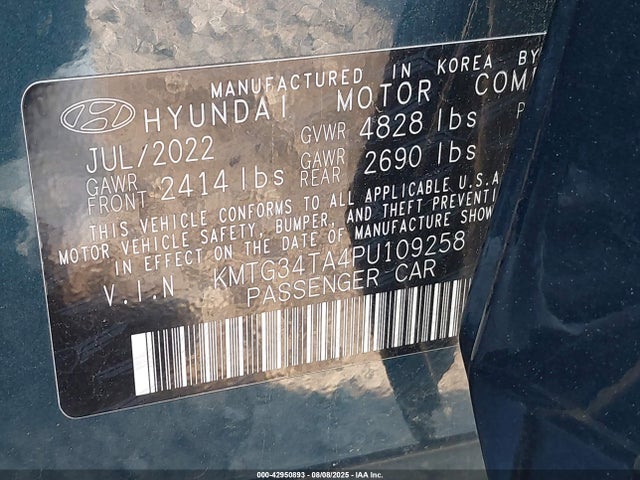 MANUFACTURED IN KOREA BY
HYUNDAI MOTOR COM
JUL/2022 GVWR 4828 lbs
GAWR FRONT 2414 lbs GAWR REAR 2690 lbs
THIS VEHICLE CONFORMS TO ALL APPLICABLE U.S.A
MOTOR VEHICLE SAFETY, BUMPER, AND THEFT PREVENTI
IN EFFECT ON THE DATE OF MANUFACTURE SHOW
V.I.N KMTG34TA4PU109258
PASSENGER CAR
000-42950893 - 08/08/2025 - IAA Inc.